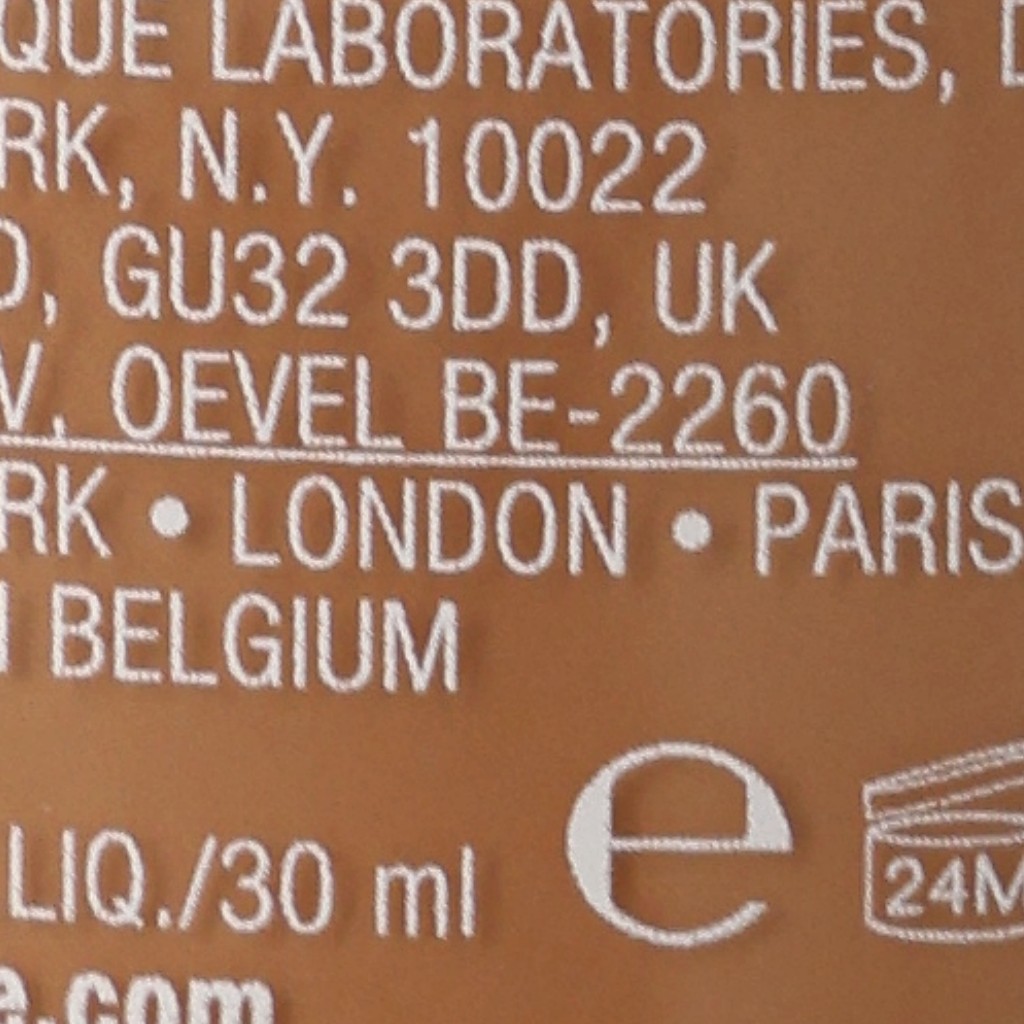 QUE LABORATORIES, D
RK, N.Y. 10022
D, GU32 3DD, UK
V. OEVEL BE-2260
RK • LONDON • PARIS
BELGIUM
LIQ./30 ml e 24M
e.com